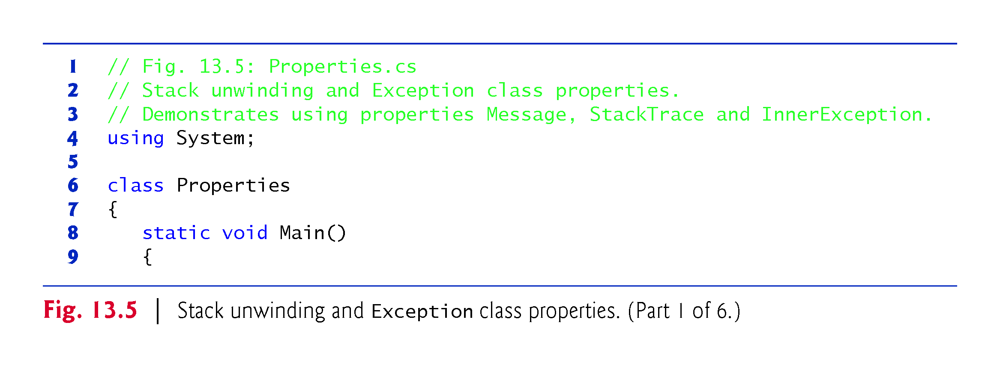 1 // Fig. 13.5: Properties.cs
2 // Stack unwinding and Exception class properties.
3 // Demonstrates using properties Message, StackTrace and InnerException.
4 using System;
5
6 class Properties
7 {
8 static void Main()
9 {
Fig. 13.5 | Stack unwinding and Exception class properties. (Part 1 of 6.)